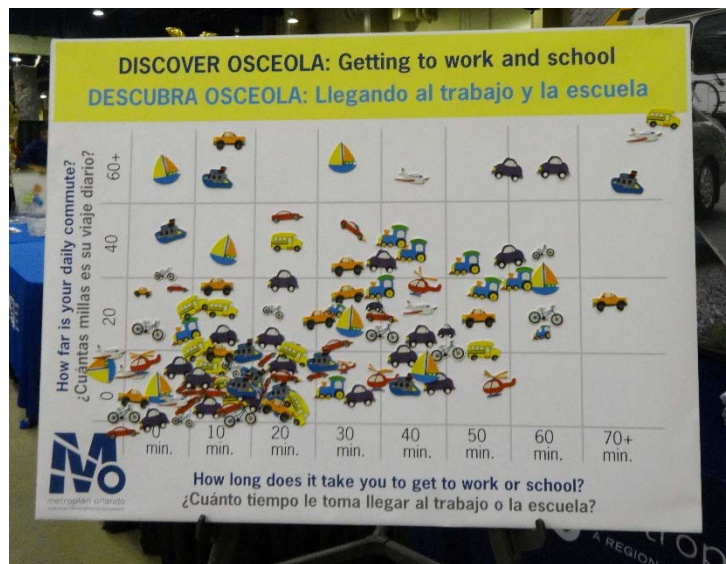 DISCOVER OSCEOLA: Getting to work and school
DESCUBRA OSCEOLA: Llegando al trabajo y la escuela
How far is your daily commute?
¿Cuántas millas es su viaje diario?
60+
40
20
0
0 min.
10 min.
20 min.
30 min.
40 min.
50 min.
60 min.
70+ min.
How long does it take you to get to work or school?
¿Cuánto tiempo le toma llegar al trabajo o la escuela?
Mo
metroplan orlando
trop
A REGION